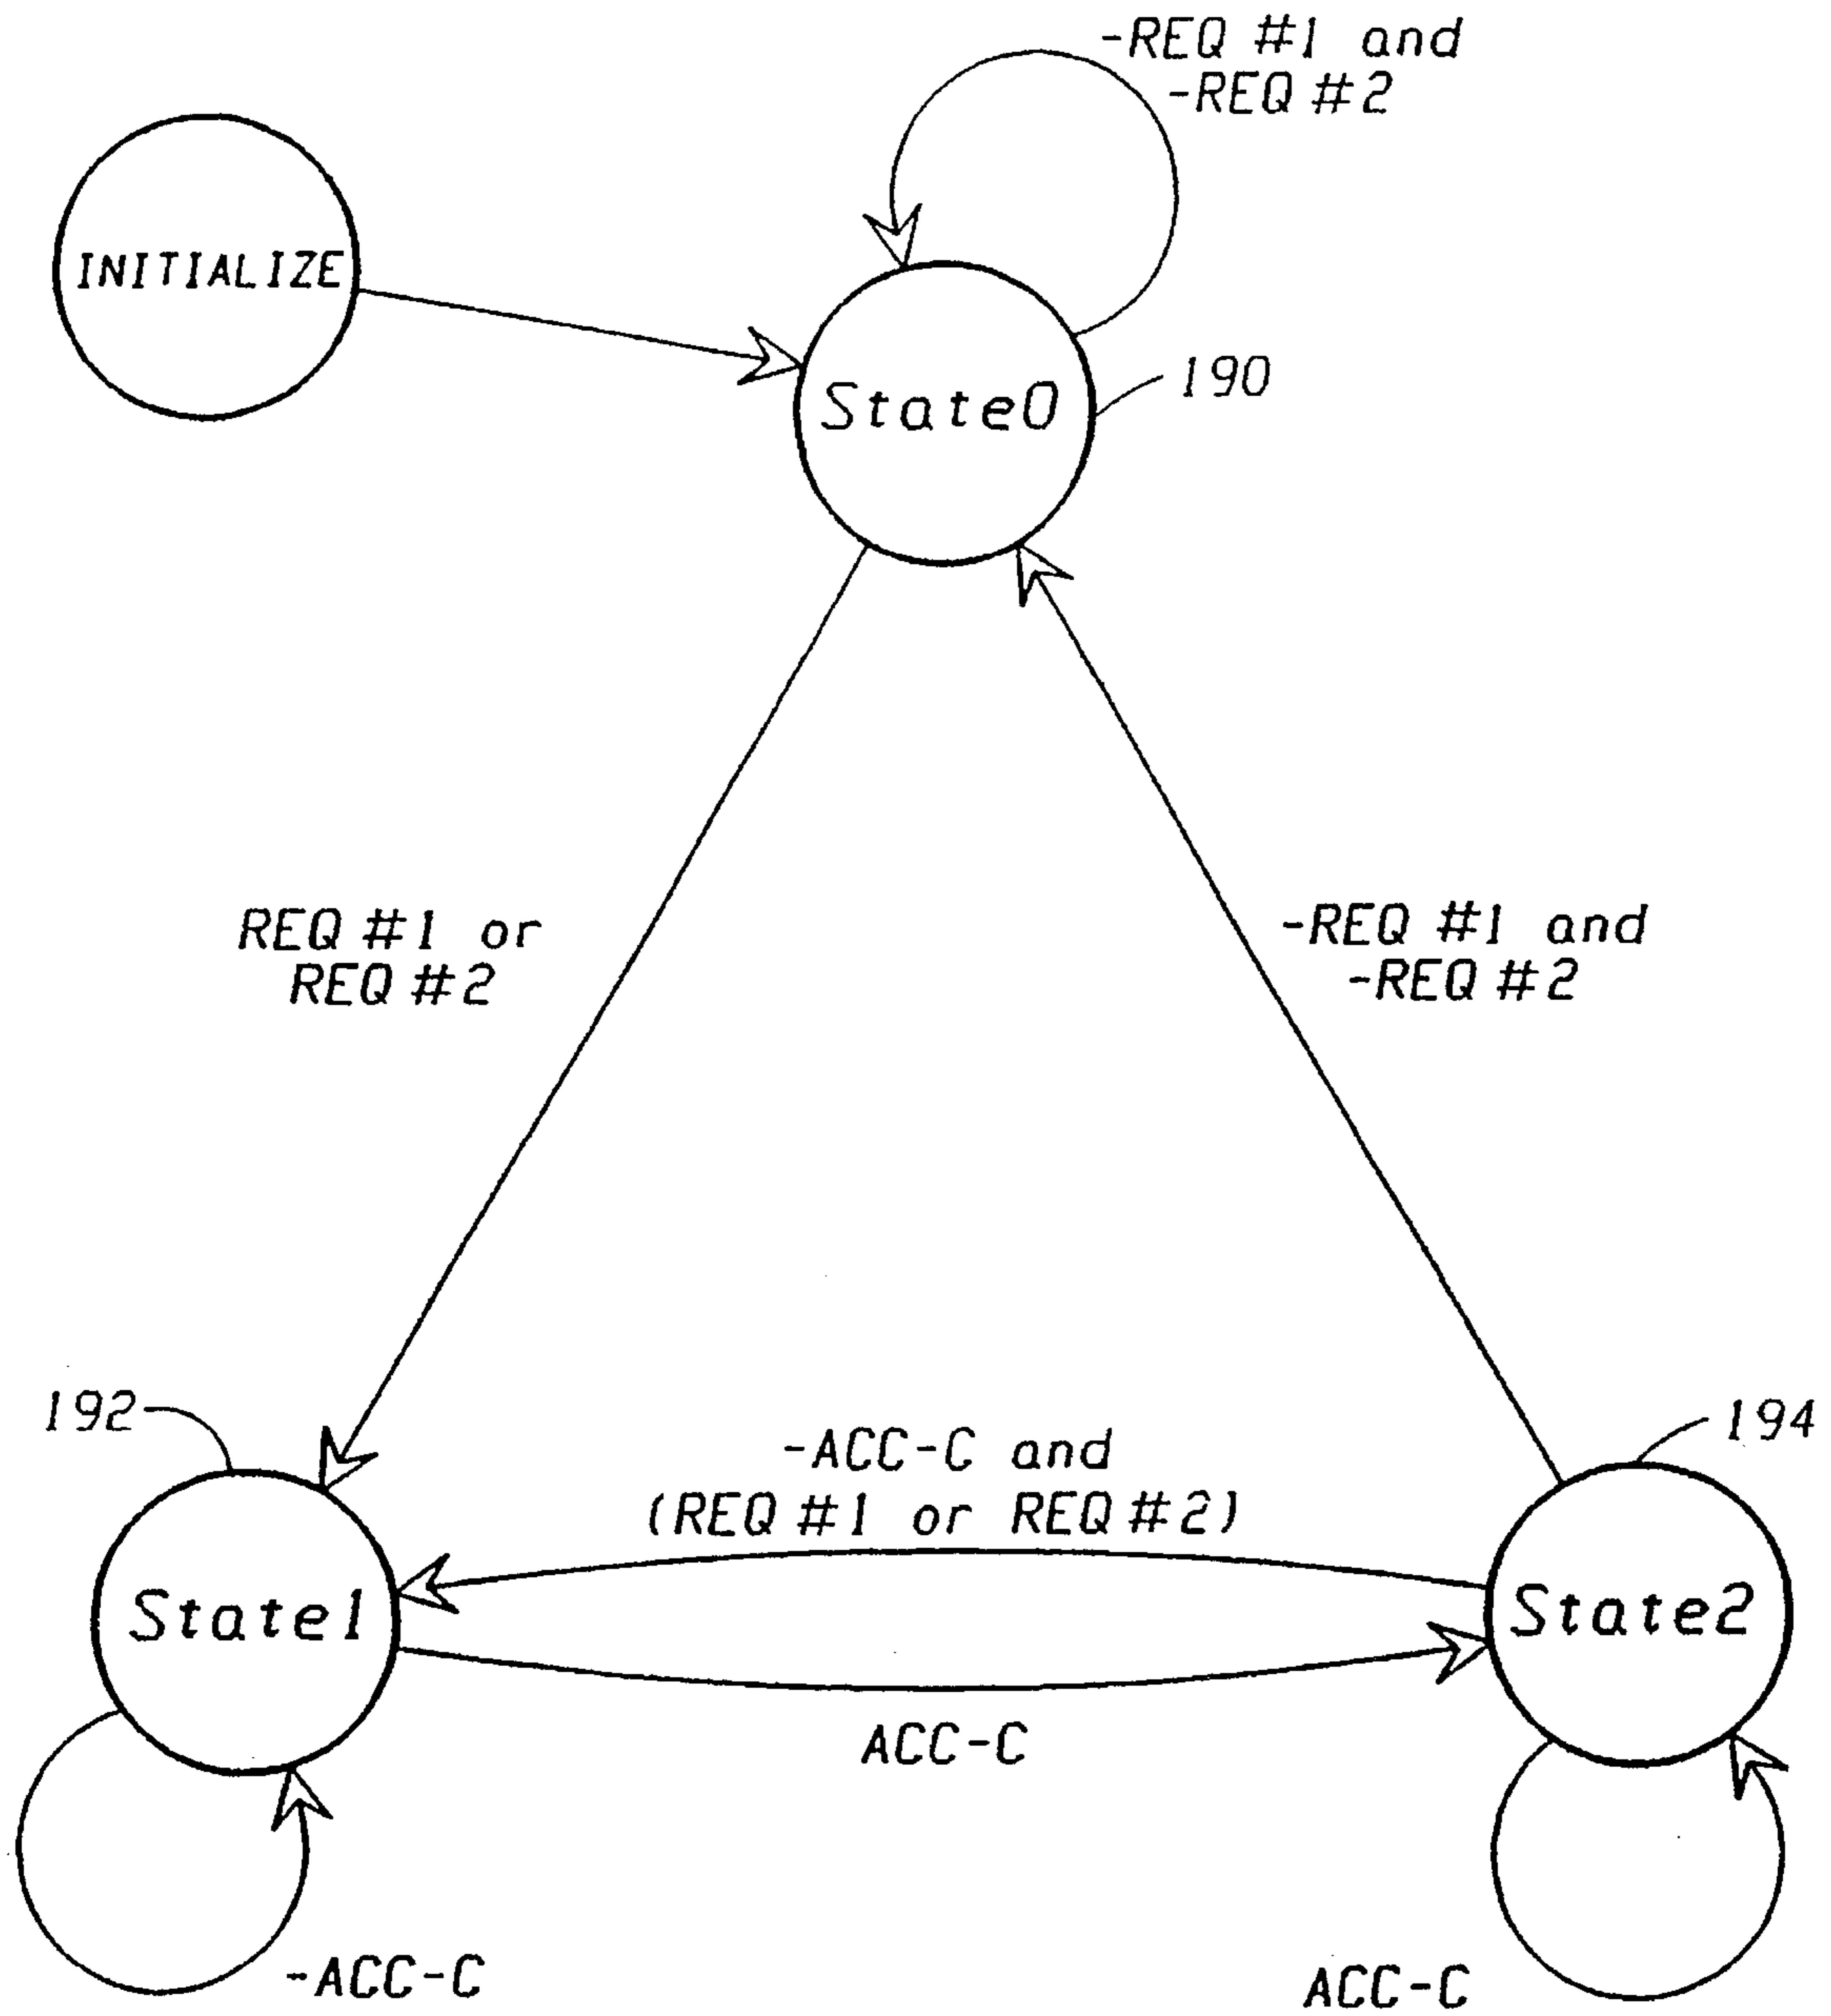 -REQ #1 and
-REQ #2
INITIALIZE
190
State0
REQ #1 or
REQ #2
-REQ #1 and
-REQ #2
192
194
-ACC-C and
(REQ #1 or REQ #2)
State1
State2
ACC-C
-ACC-C
ACC-C